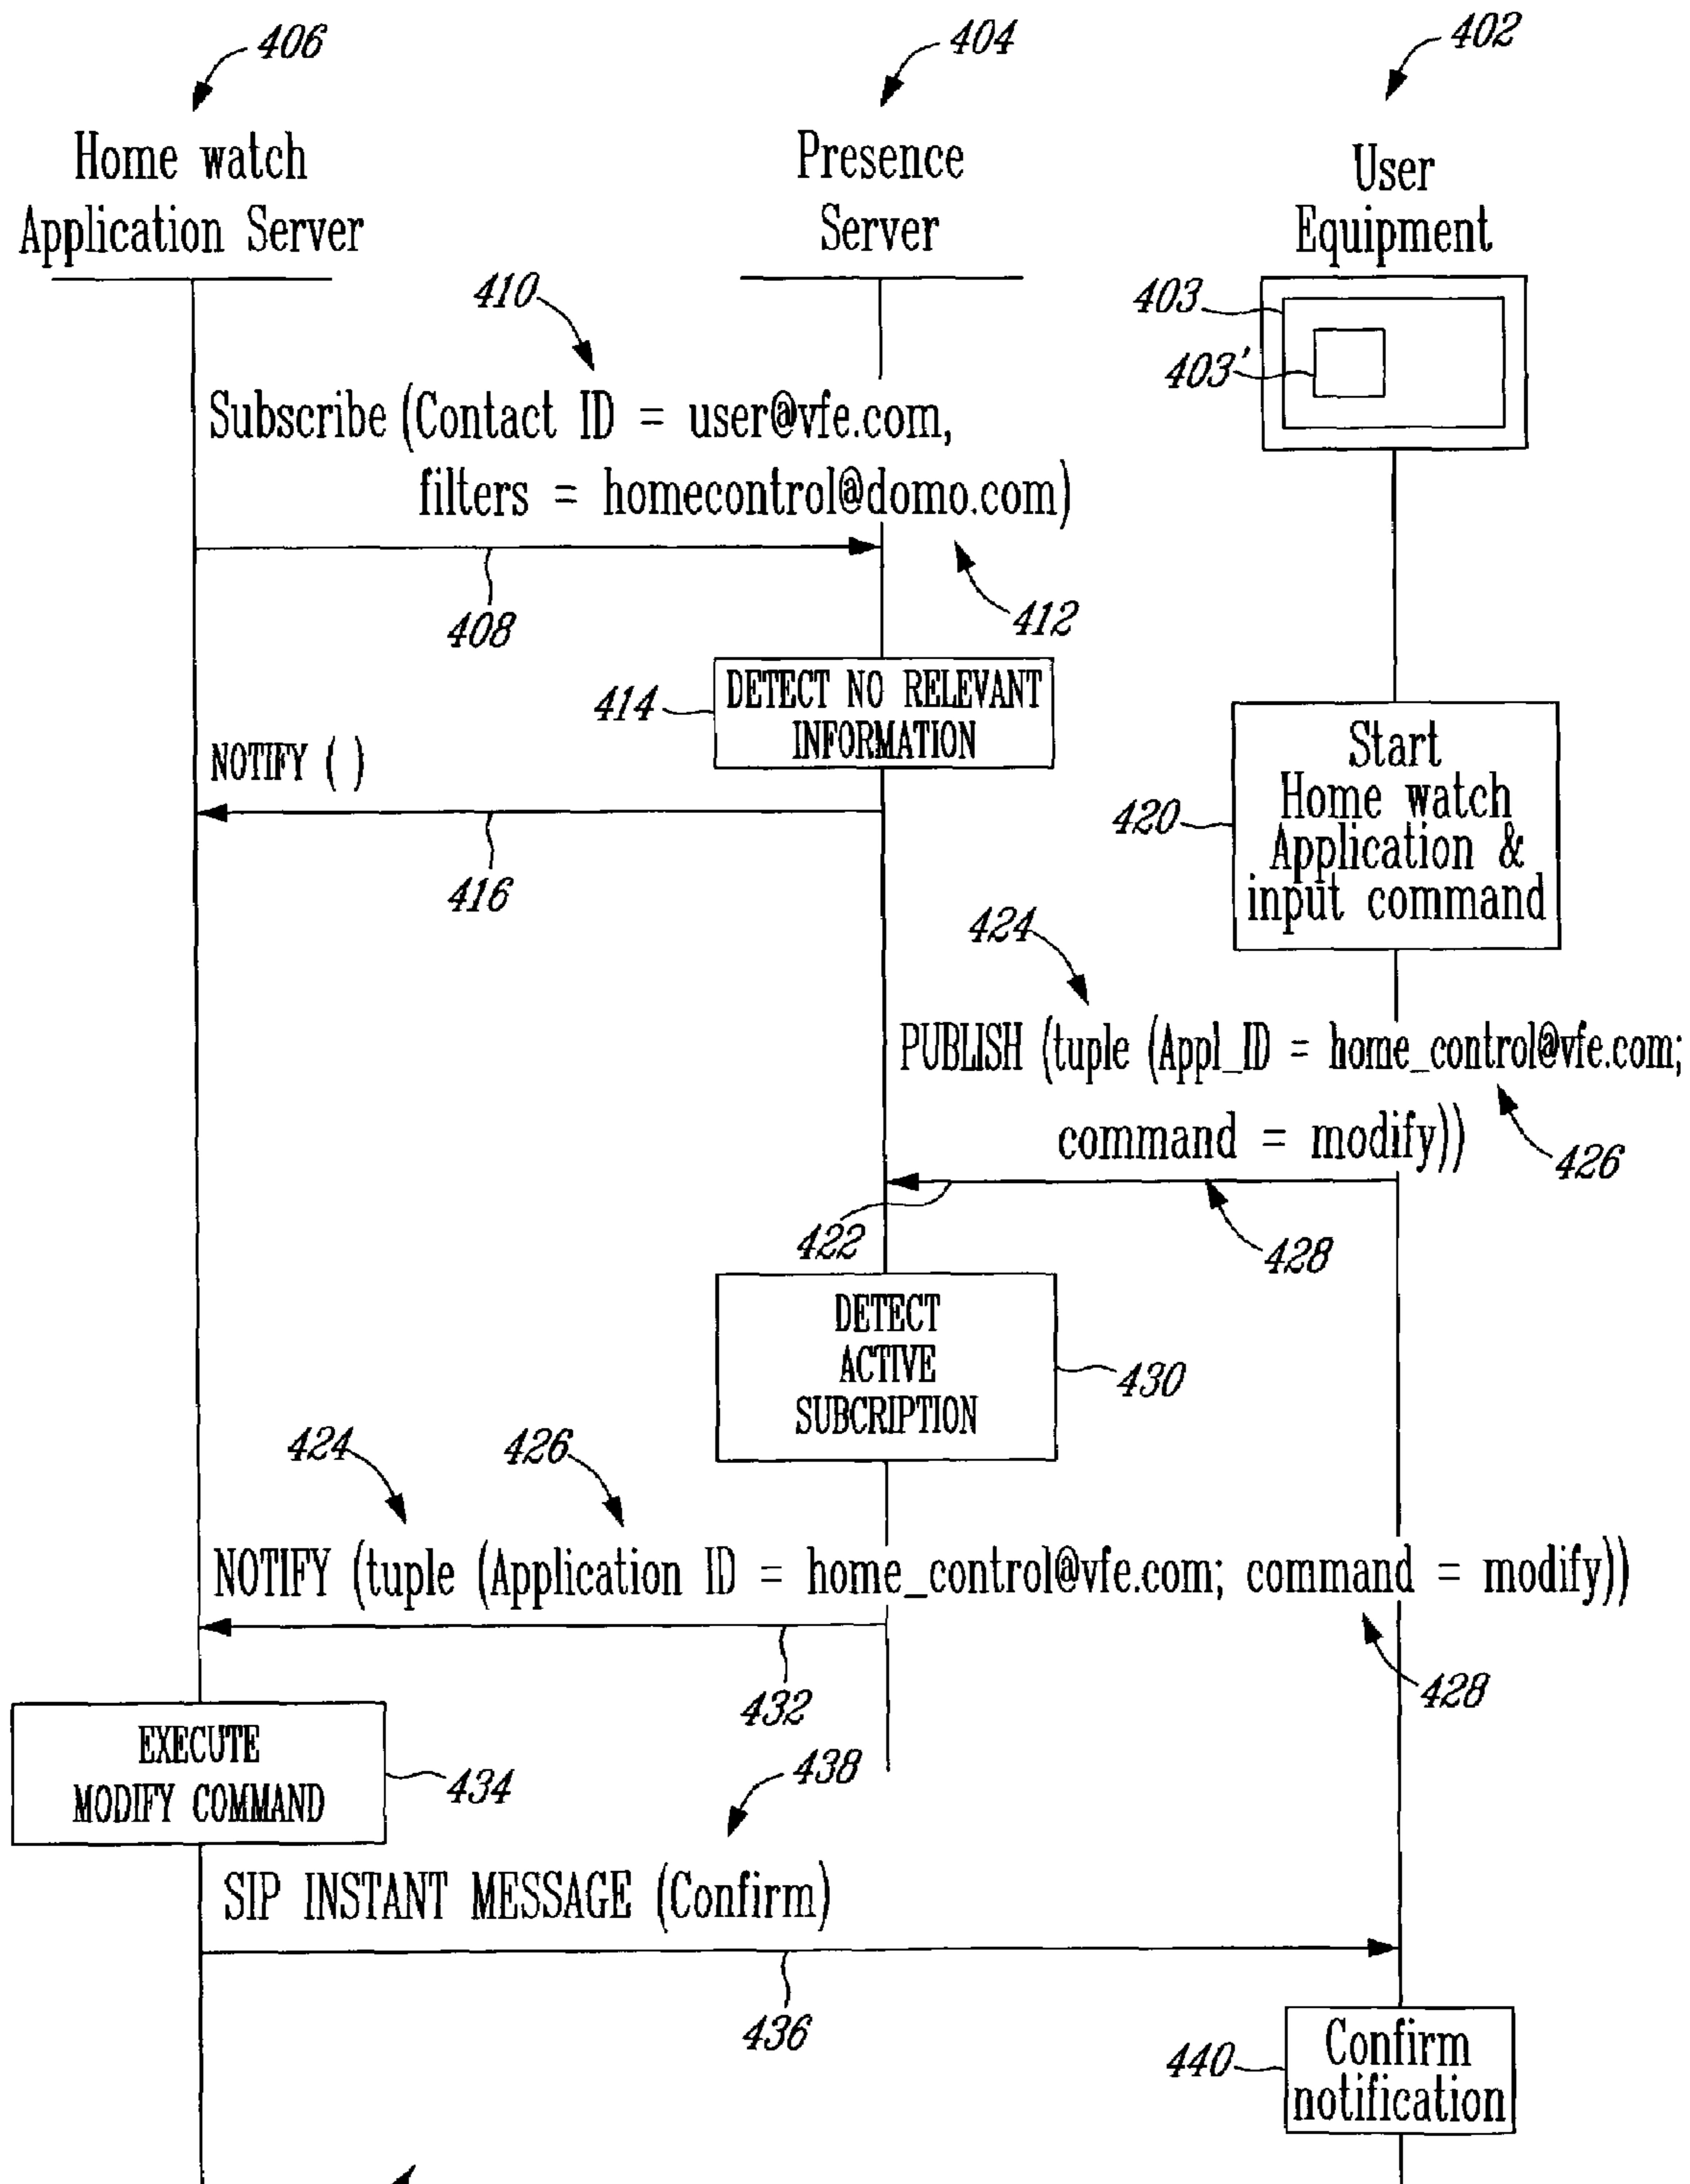 406
404
402
Home watch
Application Server
Presence
Server
User
Equipment
410
403
403'
Subscribe (Contact ID = user@vfe.com,
filters = homecontrol@domo.com)
408
412
414
DETECT NO RELEVANT
INFORMATION
NOTIFY ( )
416
420
Start
Home watch
Application &
input command
424
PUBLISH (tuple (Appl_ID = home_control@vfe.com;
command = modify))
426
422
428
DETECT
ACTIVE
SUBCRIPTION
430
424
426
NOTIFY (tuple (Application ID = home_control@vfe.com; command = modify))
432
428
EXECUTE
MODIFY COMMAND
434
438
SIP INSTANT MESSAGE (Confirm)
436
440
Confirm
notification